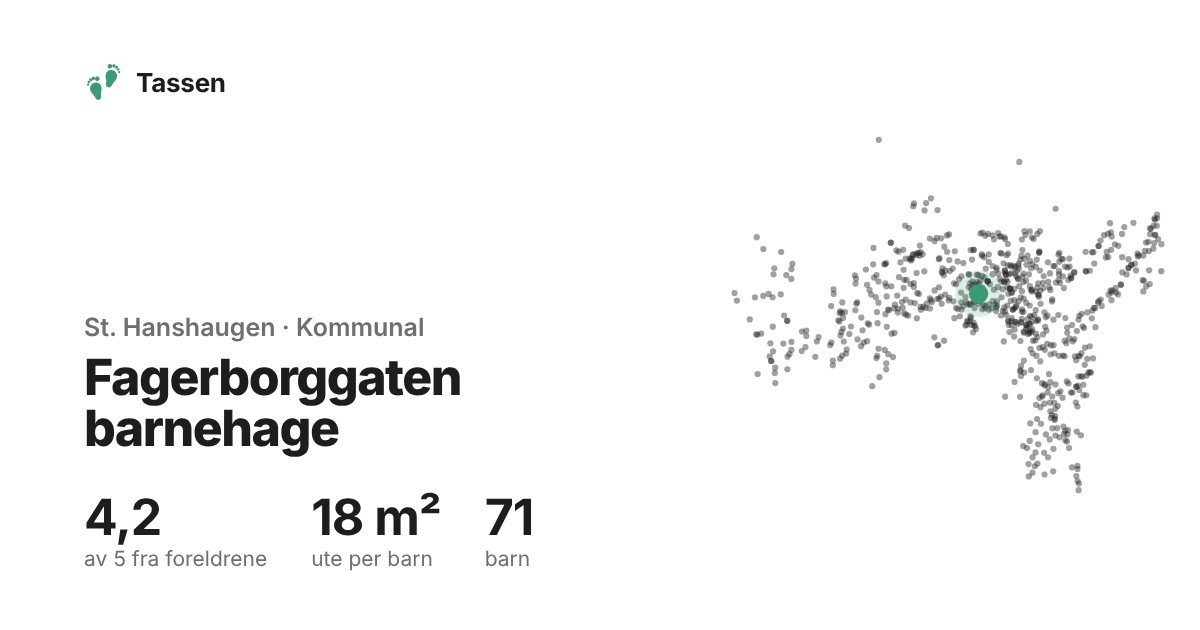 Tassen
St. Hanshaugen · Kommunal
Fagerborggaten
barnehage
4,2
av 5 fra foreldrene
18 m²
ute per barn
71
barn